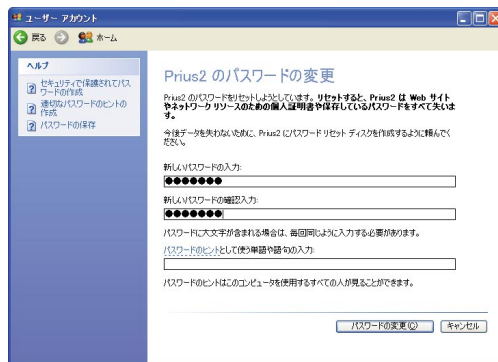 ユーザー アカウント
戻る
ホーム
ヘルプ
セキュリティで保護されたパス
ワードの作成
適切なパスワードのヒントの
作成
パスワードの保存
Prius2 のパスワードの変更
Prius2 のパスワードをリセットしようとしています。リセットすると、Prius2 は Web サイト
やネットワーク リソースのための個人証明書や保存しているパスワードをすべて失いま
す。
今後データを失わないために、Prius2 にパスワード リセット ディスクを作成するように頼んでく
ださい。
新しいパスワードの入力:
●●●●●●●
新しいパスワードの確認入力:
●●●●●●●
パスワードに大文字が含まれる場合は、毎回同じように入力する必要があります。
パスワードのヒントとして使う単語や語句の入力:
パスワードのヒントはこのコンピュータを使用するすべての人が見ることができます。
パスワードの変更(C)
キャンセル